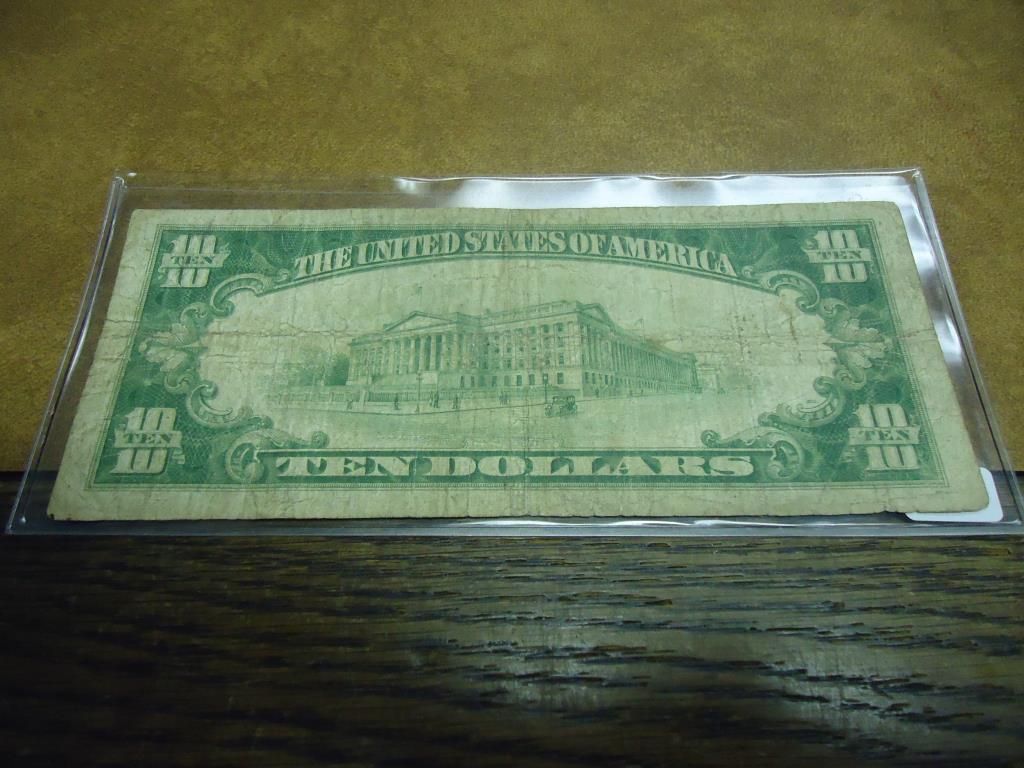 THE UNITED STATES OF AMERICA
10 10
TEN TEN
10 10
10 10
TEN TEN
10 10
TEN DOLLARS